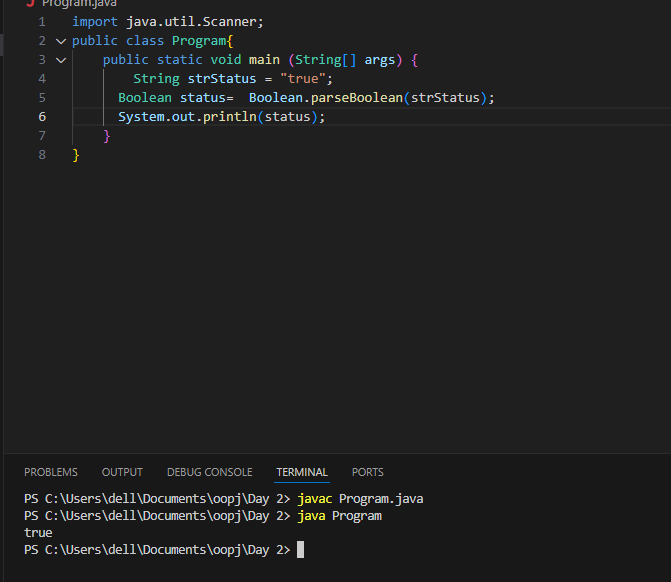 Program.java
1 import java.util.Scanner;
2 public class Program{
3 public static void main (String[] args) {
4 String strStatus = "true";
5 Boolean status=  Boolean.parseBoolean(strStatus);
6 System.out.println(status);
7 }
8 }
PROBLEMS OUTPUT DEBUG CONSOLE TERMINAL PORTS
PS C:\Users\dell\Documents\oopj\Day 2> javac Program.java
PS C:\Users\dell\Documents\oopj\Day 2> java Program
true
PS C:\Users\dell\Documents\oopj\Day 2>